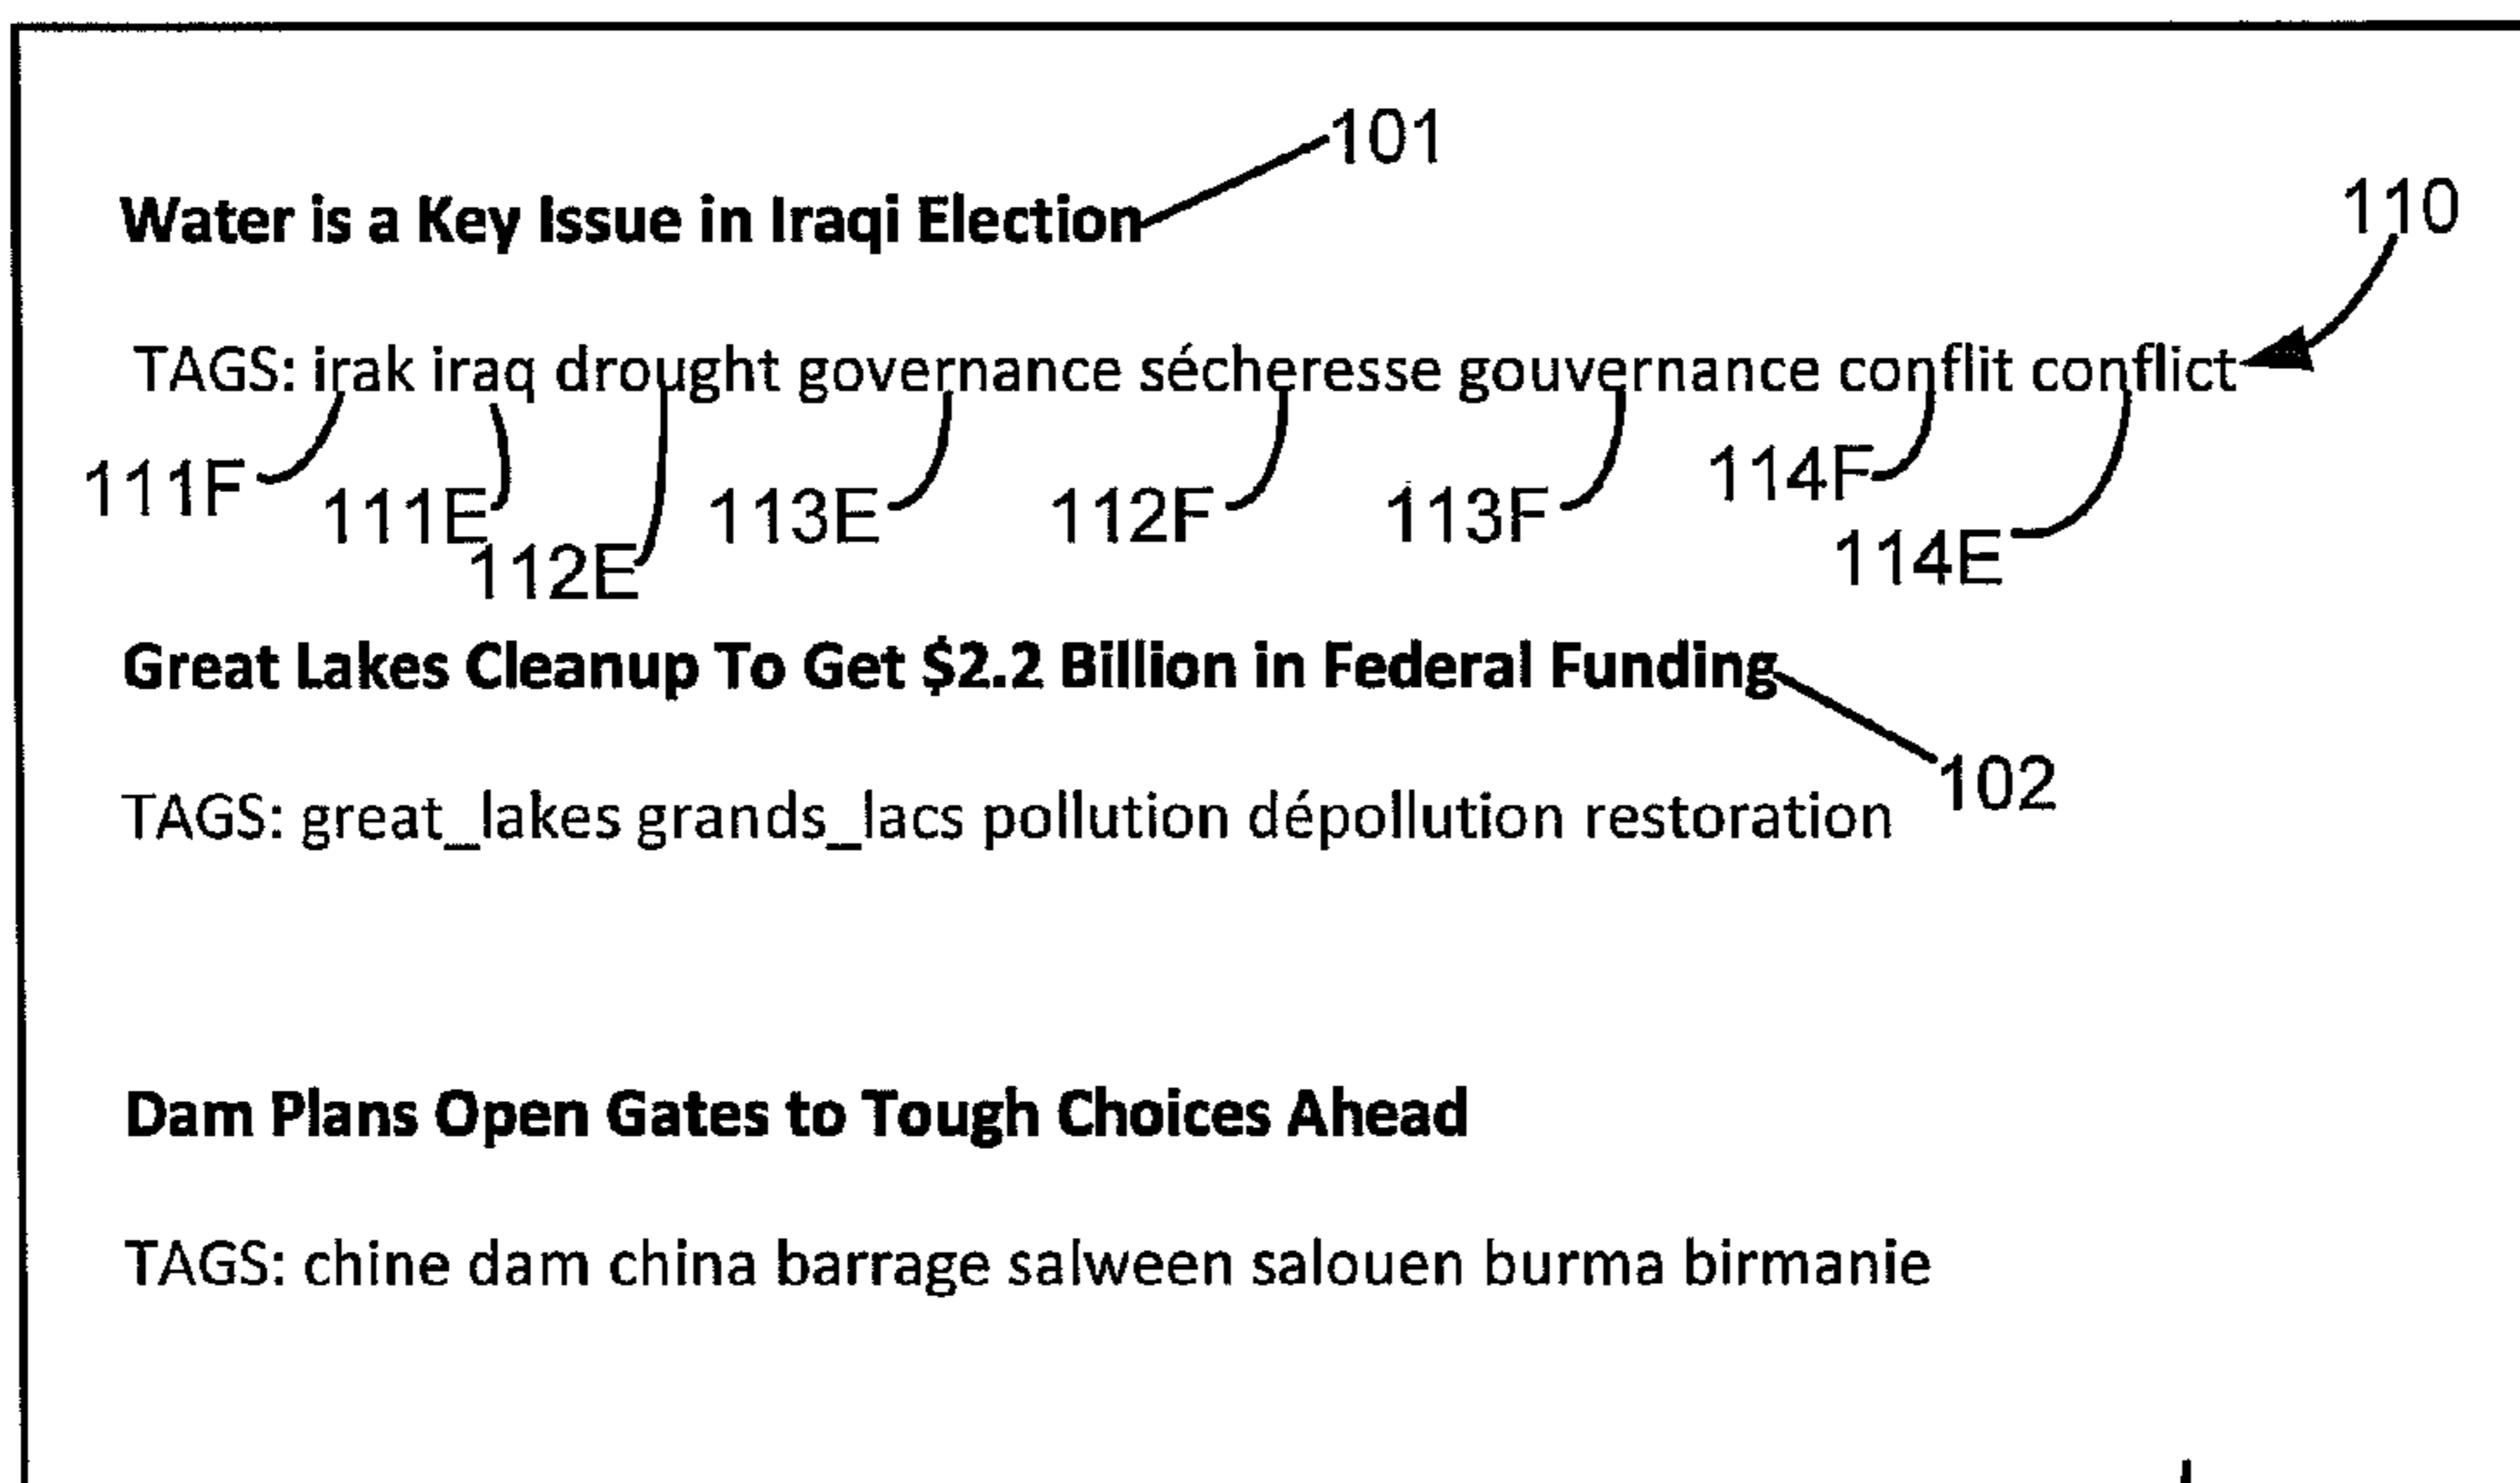 101
Water is a Key Issue in Iraqi Election
110
TAGS: irak iraq drought governance sécheresse gouvernance conflit conflict
111F 111E 112E 113E 112F 113F 114F 114E
Great Lakes Cleanup To Get $2.2 Billion in Federal Funding
102
TAGS: great_lakes grands_lacs pollution dépollution restoration
Dam Plans Open Gates to Tough Choices Ahead
TAGS: chine dam china barrage salween salouen burma birmanie